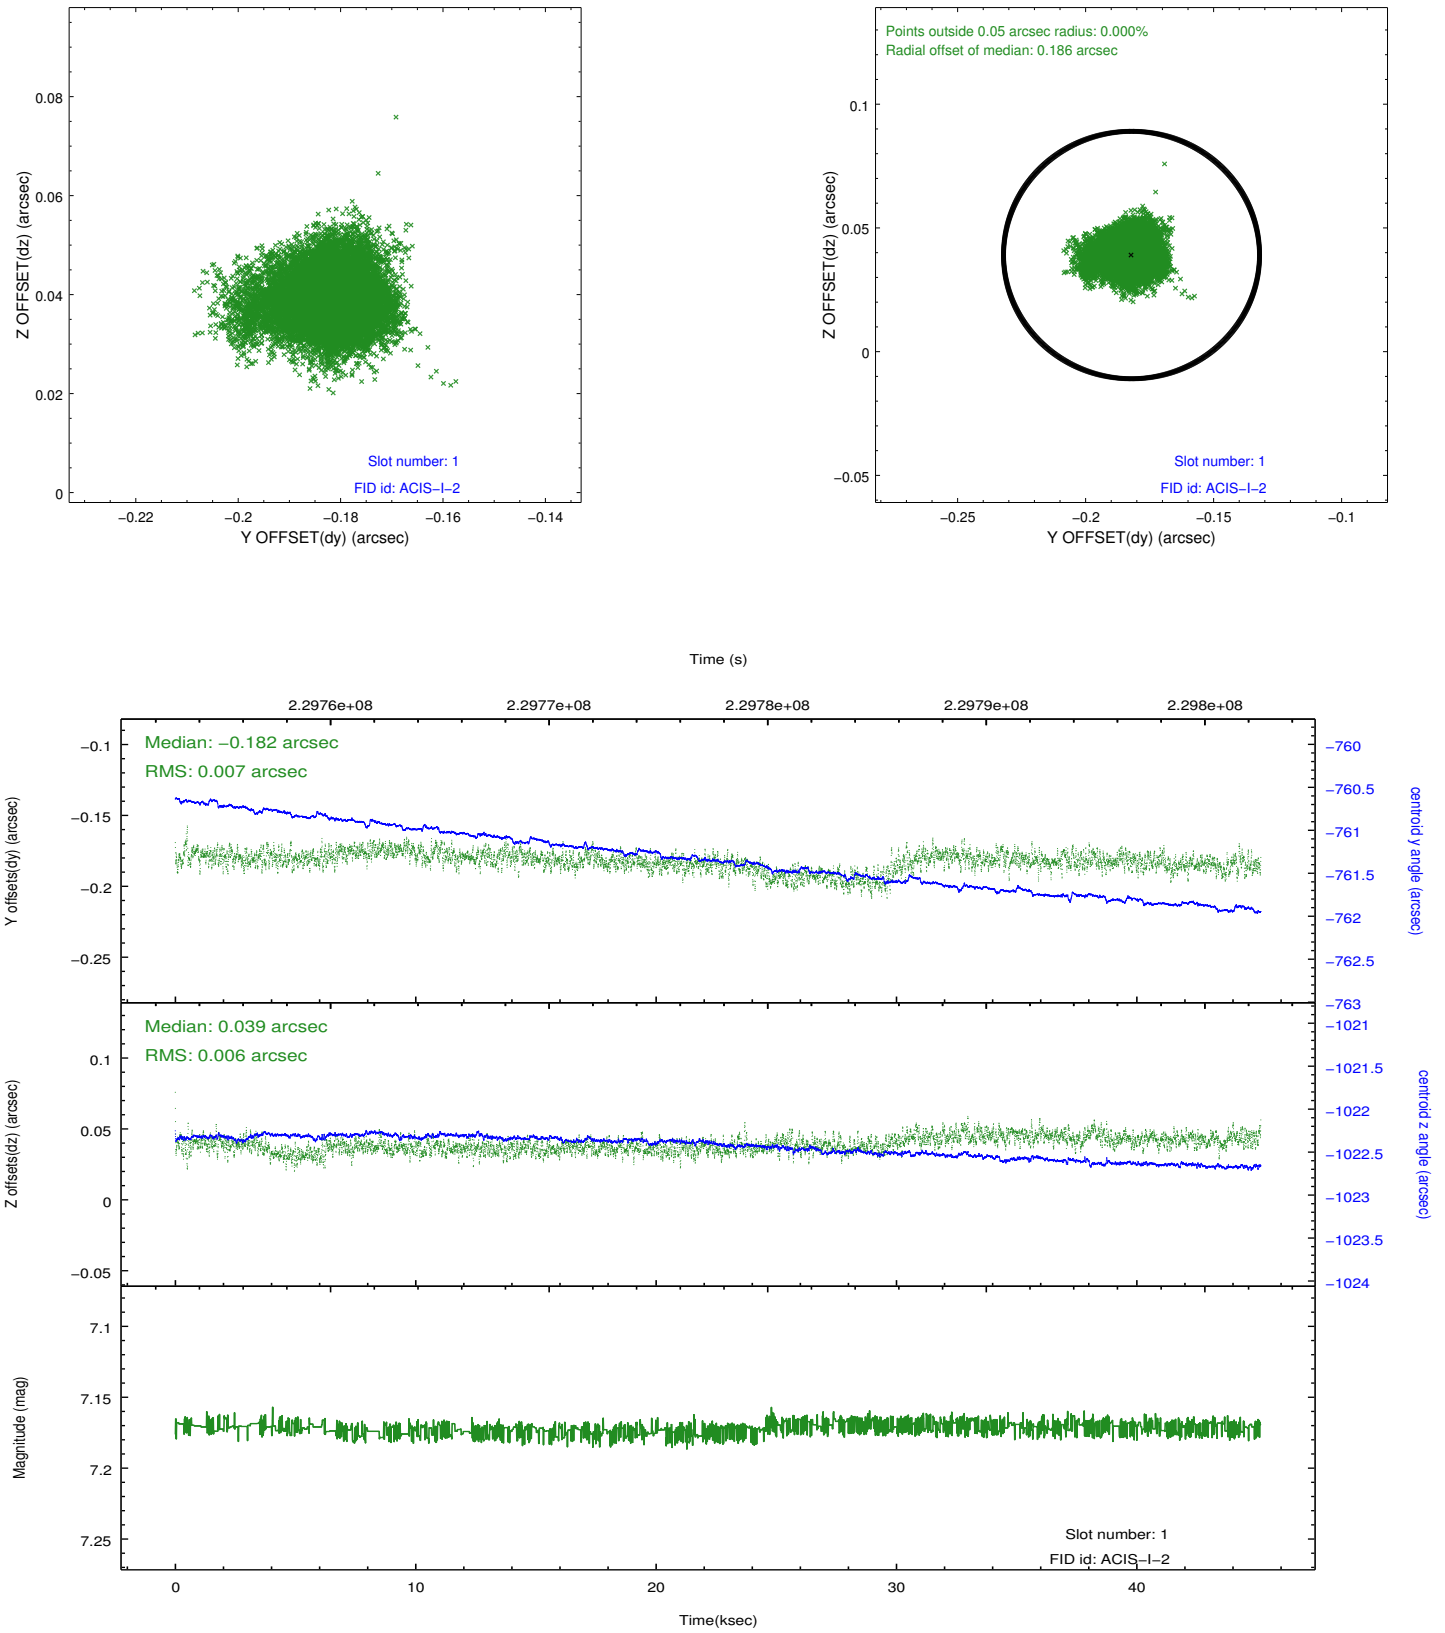 0.08
0.06
0.04
0.02
0
Z OFFSET(dz) (arcsec)
Slot number: 1
FID id: ACIS−I−2
−0.22
−0.2
−0.18
−0.16
−0.14
Y OFFSET(dy) (arcsec)
Points outside 0.05 arcsec radius: 0.000%
Radial offset of median: 0.186 arcsec
0.1
0.05
0
−0.05
Z OFFSET(dz) (arcsec)
Slot number: 1
FID id: ACIS−I−2
−0.25
−0.2
−0.15
−0.1
Y OFFSET(dy) (arcsec)
Time (s)
2.2976e+08
2.2977e+08
2.2978e+08
2.2979e+08
2.298e+08
Median: −0.182 arcsec
RMS: 0.007 arcsec
−0.1
−0.15
−0.2
−0.25
Y offsets(dy) (arcsec)
−760
−760.5
−761
−761.5
−762
−762.5
−763
centroid y angle (arcsec)
Median: 0.039 arcsec
RMS: 0.006 arcsec
0.1
0.05
0
−0.05
Z offsets(dz) (arcsec)
−1021
−1021.5
−1022
−1022.5
−1023
−1023.5
−1024
centroid z angle (arcsec)
7.1
7.15
7.2
7.25
Magnitude (mag)
Slot number: 1
FID id: ACIS−I−2
0
10
20
30
40
Time(ksec)